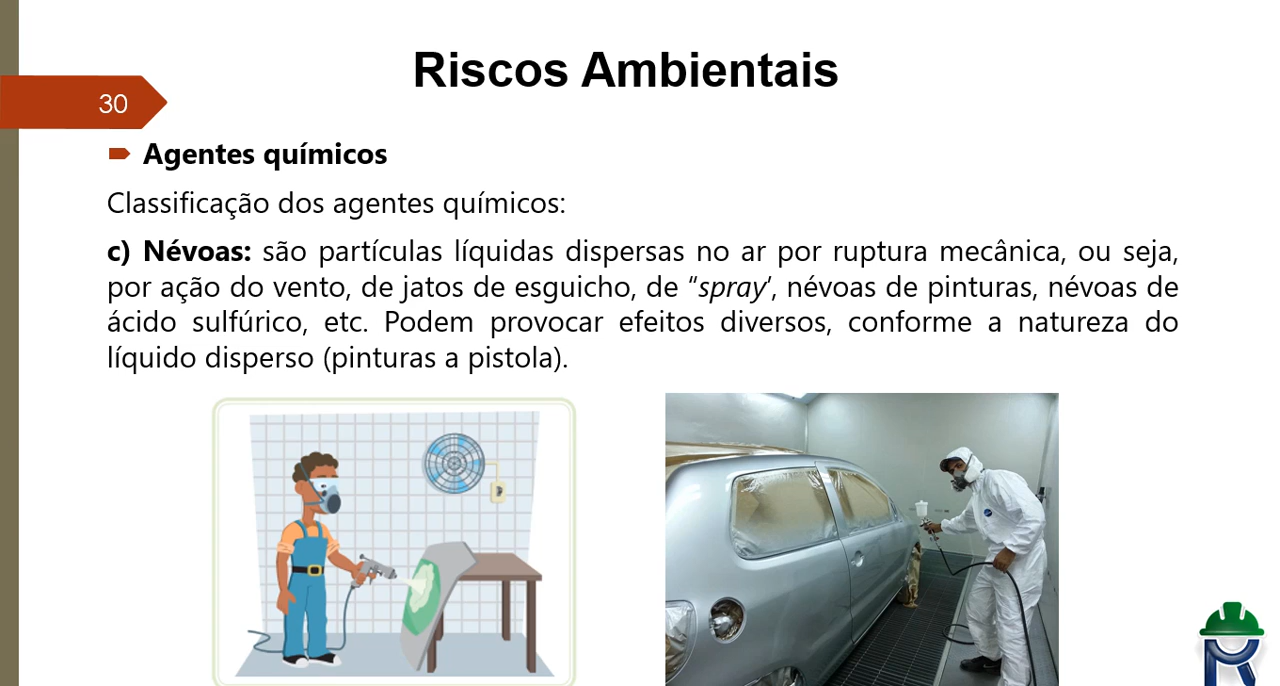 Riscos Ambientais
30
Agentes químicos
Classificação dos agentes químicos:
c) Névoas: são partículas líquidas dispersas no ar por ruptura mecânica, ou seja,
por ação do vento, de jatos de esguicho, de “spray’, névoas de pinturas, névoas de
ácido sulfúrico, etc. Podem provocar efeitos diversos, conforme a natureza do
líquido disperso (pinturas a pistola).